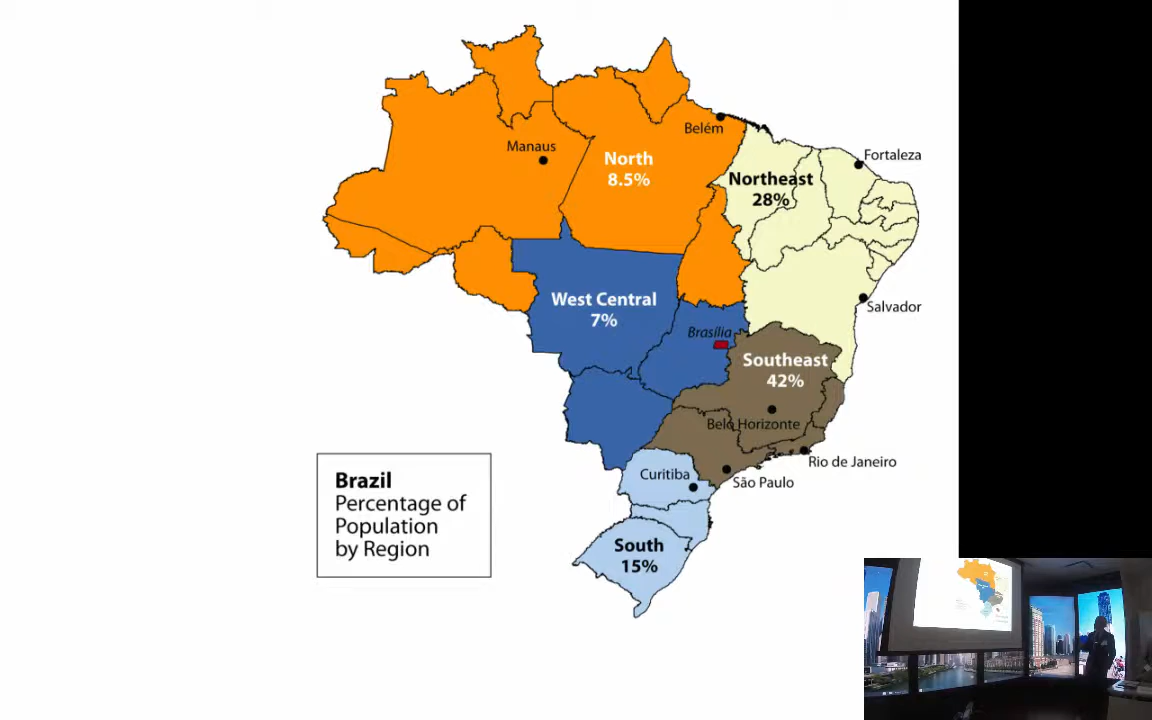 Belém
Manaus
Fortaleza
North
8.5%
Northeast
28%
West Central
7%
Salvador
Brasília
Southeast
42%
Belo Horizonte
Rio de Janeiro
Curitiba
São Paulo
South
15%
Brazil
Percentage of
Population
by Region